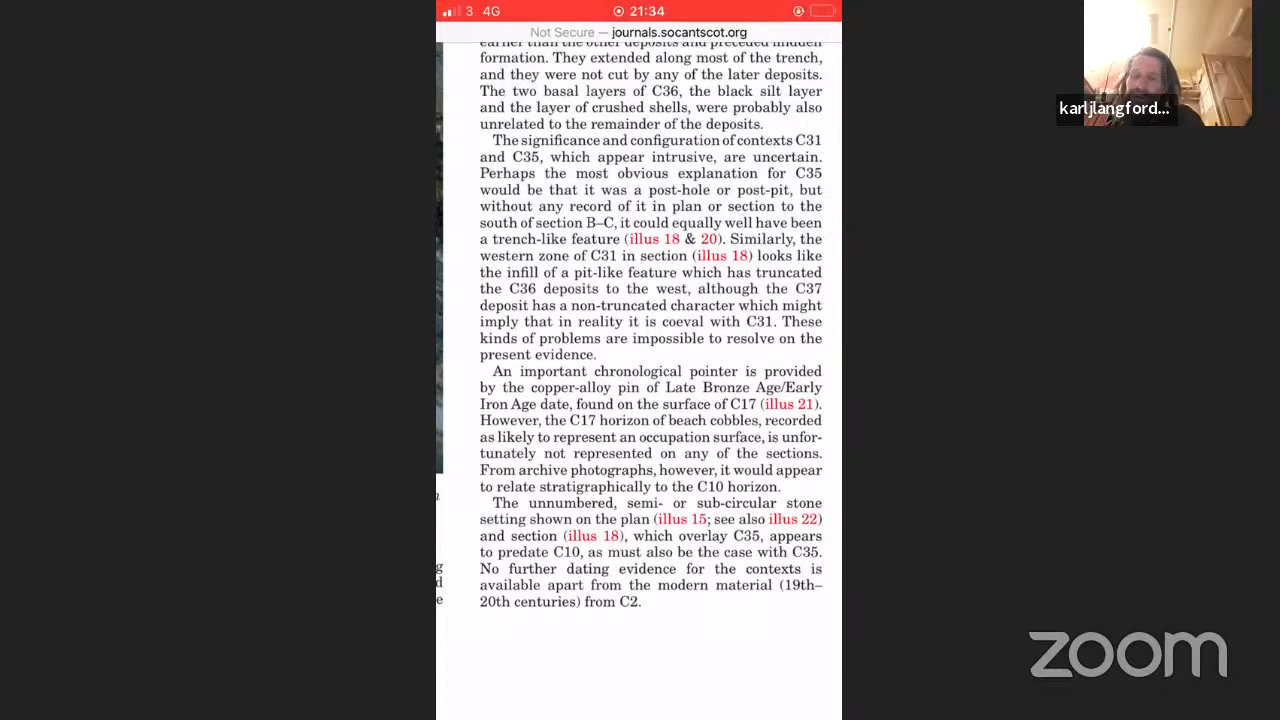 3 4G
21:34
Not Secure — journals.socantscot.org
earlier than the other deposits and preceded midden
formation. They extended along most of the trench,
and they were not cut by any of the later deposits.
The two basal layers of C36, the black silt layer
and the layer of crushed shells, were probably also
unrelated to the remainder of the deposits.
The significance and configuration of contexts C31
and C35, which appear intrusive, are uncertain.
Perhaps the most obvious explanation for C35
would be that it was a post-hole or post-pit, but
without any record of it in plan or section to the
south of section B–C, it could equally well have been
a trench-like feature (illus 18 & 20). Similarly, the
western zone of C31 in section (illus 18) looks like
the infill of a pit-like feature which has truncated
the C36 deposits to the west, although the C37
deposit has a non-truncated character which might
imply that in reality it is coeval with C31. These
kinds of problems are impossible to resolve on the
present evidence.
An important chronological pointer is provided
by the copper-alloy pin of Late Bronze Age/Early
Iron Age date, found on the surface of C17 (illus 21).
However, the C17 horizon of beach cobbles, recorded
as likely to represent an occupation surface, is unfor-
tunately not represented on any of the sections.
From archive photographs, however, it would appear
to relate stratigraphically to the C10 horizon.
The unnumbered, semi- or sub-circular stone
setting shown on the plan (illus 15; see also illus 22)
and section (illus 18), which overlay C35, appears
to predate C10, as must also be the case with C35.
No further dating evidence for the contexts is
available apart from the modern material (19th–
20th centuries) from C2.
g
d
e
karljlangford...
zoom